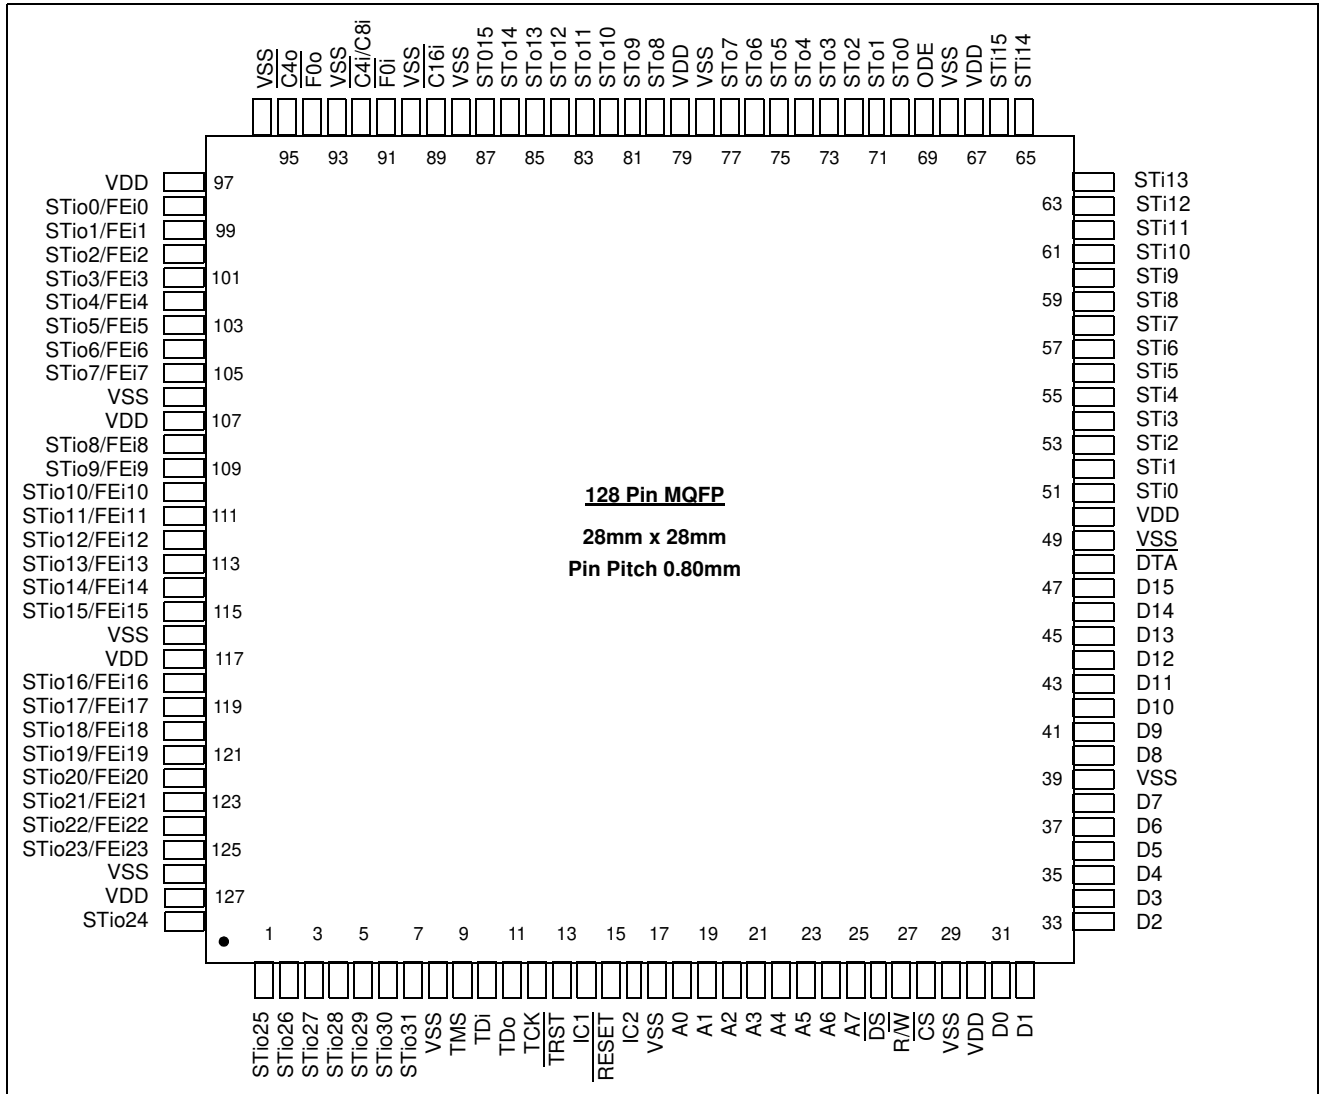 VSS
C4o
F0o
VSS
C4i/C8i
F0i
VSS
C16i
VSS
ST015
STo14
STo13
STo12
STo11
STo10
STo9
STo8
VDD
VSS
STo7
STo6
STo5
STo4
STo3
STo2
STo1
STo0
ODE
VSS
VDD
STi15
STi14
95 93 91 89 87 85 83 81 79 77 75 73 71 69 67 65
VDD 97
STio0/FEi0
STio1/FEi1 99
STio2/FEi2
STio3/FEi3 101
STio4/FEi4
STio5/FEi5 103
STio6/FEi6
STio7/FEi7 105
VSS
VDD 107
STio8/FEi8
STio9/FEi9 109
STio10/FEi10
STio11/FEi11 111
STio12/FEi12
STio13/FEi13 113
STio14/FEi14
STio15/FEi15 115
VSS
VDD 117
STio16/FEi16
STio17/FEi17 119
STio18/FEi18
STio19/FEi19 121
STio20/FEi20
STio21/FEi21 123
STio22/FEi22
STio23/FEi23 125
VSS
VDD 127
STio24
128 Pin MQFP
28mm x 28mm
Pin Pitch 0.80mm
STi13
63 STi12
STi11
61 STi10
STi9
59 STi8
STi7
57 STi6
STi5
55 STi4
STi3
53 STi2
STi1
51 STi0
VDD
49 VSS
DTA
47 D15
D14
45 D13
D12
43 D11
D10
41 D9
D8
39 VSS
D7
37 D6
D5
35 D4
D3
33 D2
1 3 5 7 9 11 13 15 17 19 21 23 25 27 29 31
STio25
STio26
STio27
STio28
STio29
STio30
STio31
VSS
TMS
TDi
TDo
TCK
TRST
IC1
RESET
IC2
VSS
A0
A1
A2
A3
A4
A5
A6
A7
DS
R/W
CS
VSS
VDD
D0
D1